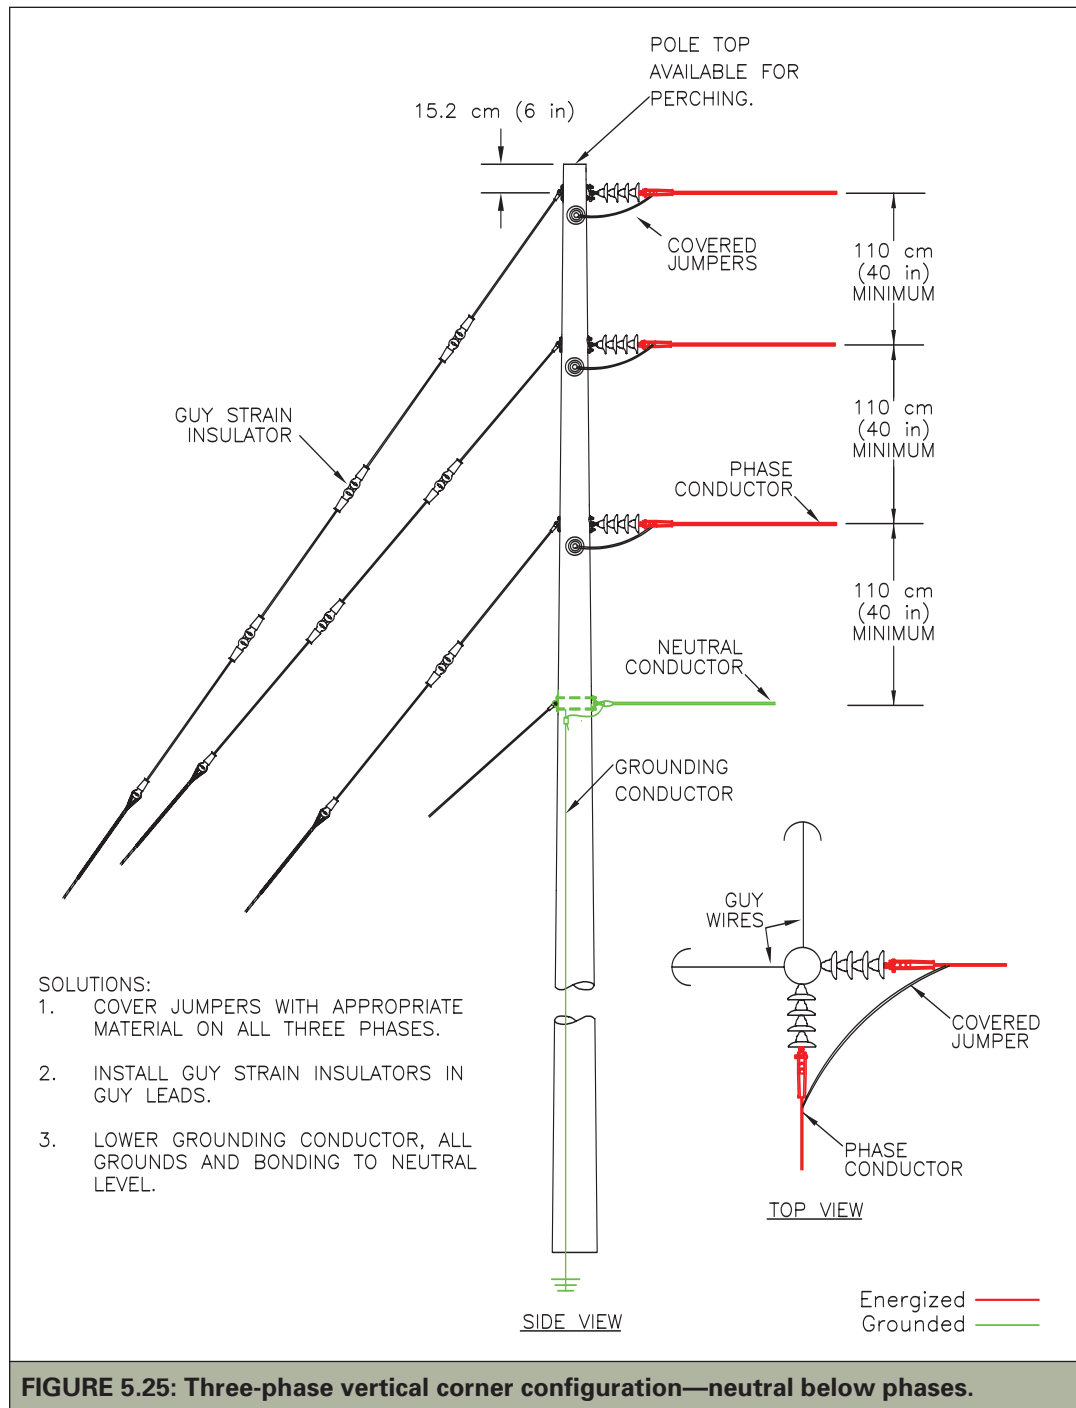 POLE TOP
AVAILABLE FOR
PERCHING.
15.2 cm (6 in)
COVERED
JUMPERS
110 cm
(40 in)
MINIMUM
GUY STRAIN
INSULATOR
110 cm
(40 in)
MINIMUM
PHASE
CONDUCTOR
110 cm
(40 in)
MINIMUM
NEUTRAL
CONDUCTOR
GROUNDING
CONDUCTOR
GUY
WIRES
SOLUTIONS:
1. COVER JUMPERS WITH APPROPRIATE
MATERIAL ON ALL THREE PHASES.
2. INSTALL GUY STRAIN INSULATORS IN
GUY LEADS.
3. LOWER GROUNDING CONDUCTOR, ALL
GROUNDS AND BONDING TO NEUTRAL
LEVEL.
COVERED
JUMPER
PHASE
CONDUCTOR
TOP VIEW
SIDE VIEW
Energized
Grounded
FIGURE 5.25: Three-phase vertical corner configuration—neutral below phases.